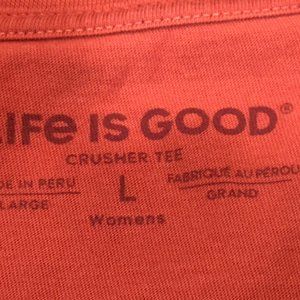 LIFE IS GOOD®
CRUSHER TEE
DE IN PERU L FABRIQUÉ AU PÉROU
LARGE GRAND
Womens